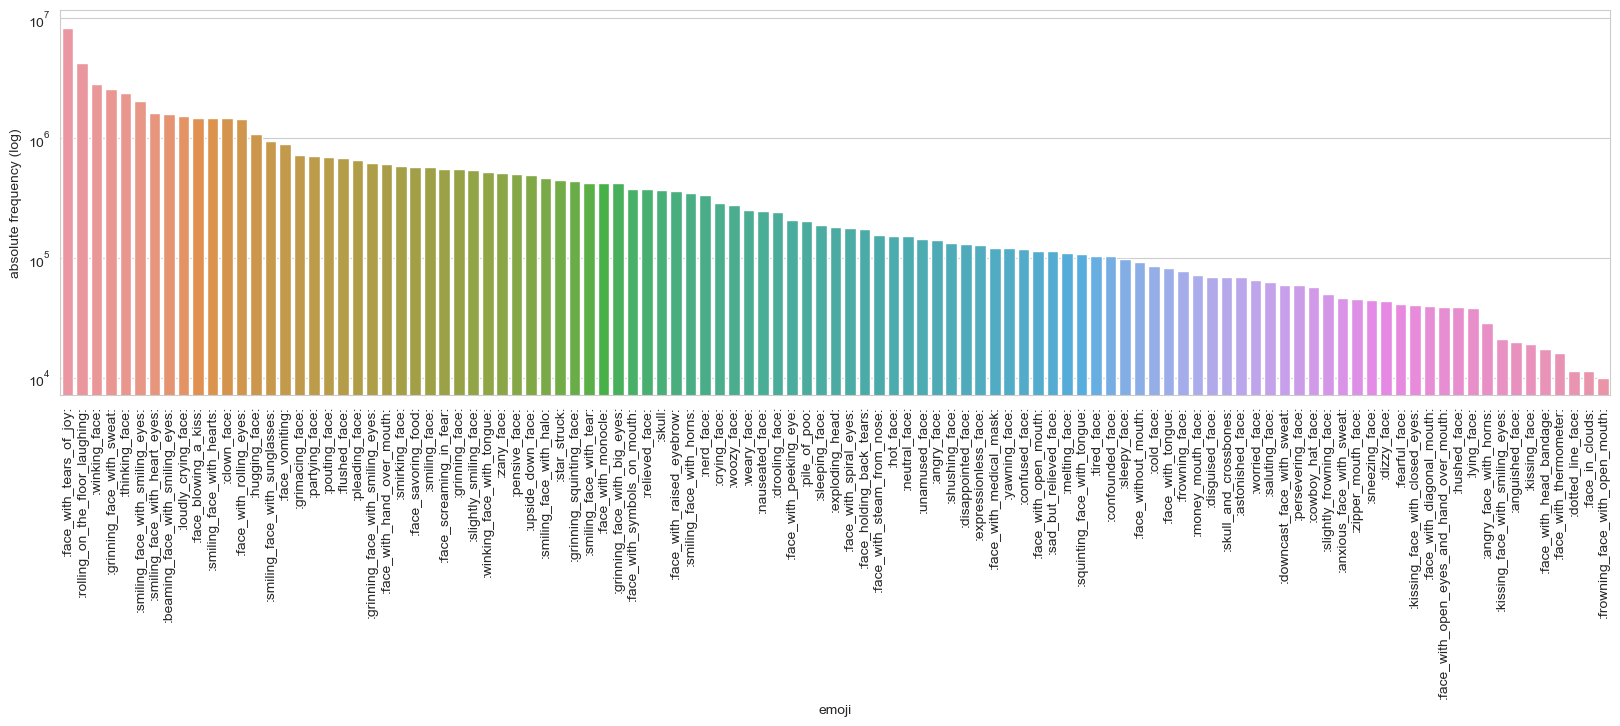 10^7
10^6
10^5
10^4
absolute frequency (log)
:face_with_tears_of_joy:
:rolling_on_the_floor_laughing:
:winking_face:
:grinning_face_with_sweat:
:thinking_face:
:smiling_face_with_smiling_eyes:
:smiling_face_with_heart_eyes:
:beaming_face_with_smiling_eyes:
:loudly_crying_face:
:face_blowing_a_kiss:
:smiling_face_with_hearts:
:clown_face:
:face_with_rolling_eyes:
:hugging_face:
:smiling_face_with_sunglasses:
:face_vomiting:
:grimacing_face:
:partying_face:
:pouting_face:
:flushed_face:
:pleading_face:
:grinning_face_with_smiling_eyes:
:face_with_hand_over_mouth:
:smirking_face:
:face_savoring_food:
:smiling_face:
:face_screaming_in_fear:
:grinning_face:
:slightly_smiling_face:
:winking_face_with_tongue:
:zany_face:
:pensive_face:
:upside_down_face:
:smiling_face_with_halo:
:star_struck:
:grinning_squinting_face:
:smiling_face_with_tear:
:face_with_monocle:
:grinning_face_with_big_eyes:
:face_with_symbols_on_mouth:
:relieved_face:
:skull:
:face_with_raised_eyebrow:
:smiling_face_with_horns:
:nerd_face:
:crying_face:
:woozy_face:
:weary_face:
:nauseated_face:
:drooling_face:
:face_with_peeking_eye:
:pile_of_poo:
:sleeping_face:
:exploding_head:
:face_with_spiral_eyes:
:face_holding_back_tears:
:face_with_steam_from_nose:
:hot_face:
:neutral_face:
:unamused_face:
:angry_face:
:shushing_face:
:disappointed_face:
:expressionless_face:
:face_with_medical_mask:
:yawning_face:
:confused_face:
:face_with_open_mouth:
:sad_but_relieved_face:
:melting_face:
:squinting_face_with_tongue:
:tired_face:
:confounded_face:
:sleepy_face:
:face_without_mouth:
:cold_face:
:face_with_tongue:
:frowning_face:
:money_mouth_face:
:disguised_face:
:skull_and_crossbones:
:astonished_face:
:worried_face:
:saluting_face:
:downcast_face_with_sweat:
:persevering_face:
:cowboy_hat_face:
:slightly_frowning_face:
:anxious_face_with_sweat:
:zipper_mouth_face:
:sneezing_face:
:dizzy_face:
:fearful_face:
:kissing_face_with_closed_eyes:
:face_with_diagonal_mouth:
:face_with_open_eyes_and_hand_over_mouth:
:hushed_face:
:lying_face:
:angry_face_with_horns:
:kissing_face_with_smiling_eyes:
:anguished_face:
:kissing_face:
:face_with_head_bandage:
:face_with_thermometer:
:dotted_line_face:
:face_in_clouds:
:frowning_face_with_open_mouth:
emoji